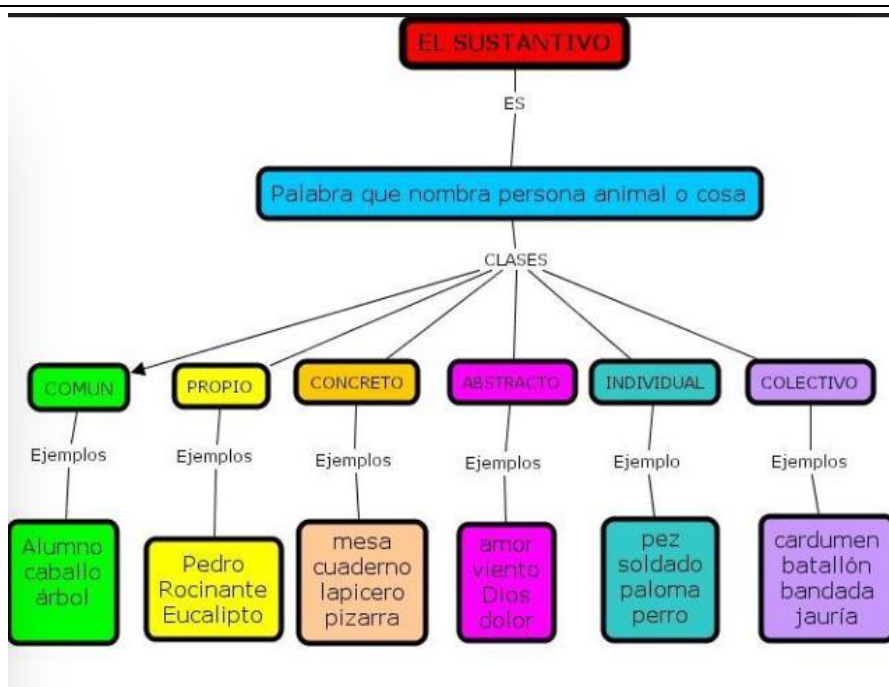 EL SUSTANTIVO
ES
Palabra que nombra persona animal o cosa
CLASES
COMUN
PROPIO
CONCRETO
ABSTRACTO
INDIVIDUAL
COLECTIVO
Ejemplos
Ejemplos
Ejemplos
Ejemplos
Ejemplo
Ejemplos
Alumno
caballo
árbol
Pedro
Rocinante
Eucalipto
mesa
cuaderno
lapicero
pizarra
amor
viento
Dios
dolor
pez
soldado
paloma
perro
cardumen
batallón
bandada
jauría